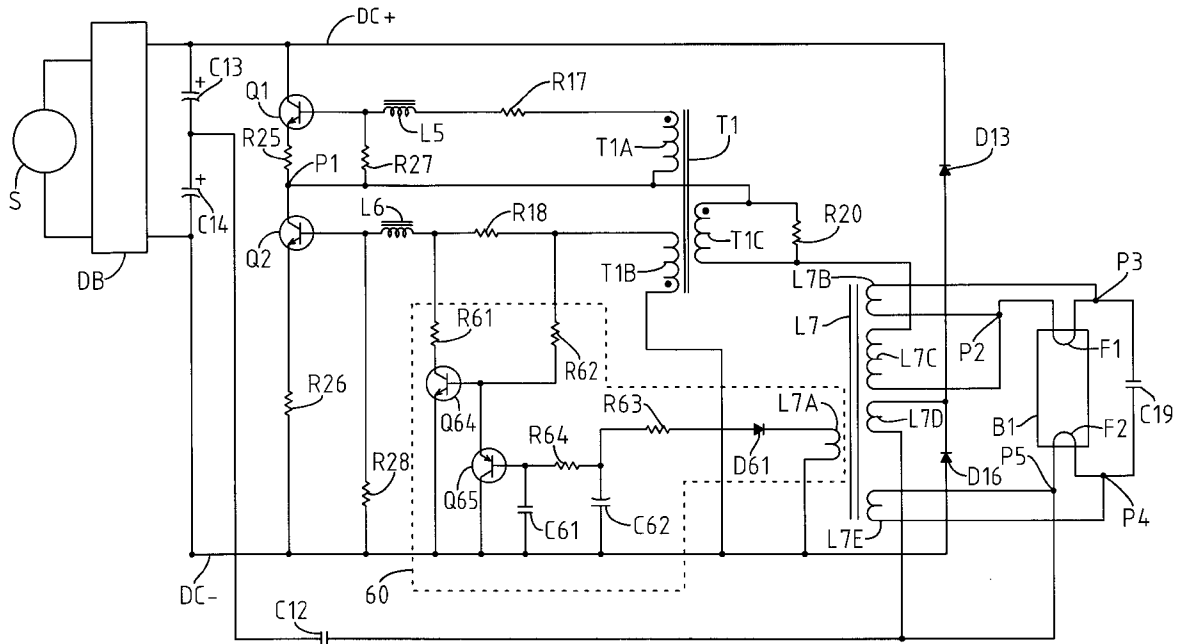 DC+
C13
+
Q1
R17
L5
T1
T1A
D13
R25
R27
P1
S
+
C14
L6
R18
R20
Q2
T1C
DB
T1B
L7B
P3
R61
L7
R62
P2
L7C
F1
R26
Q64
L7A
R63
C19
L7D
B1
F2
R64
R28
D61
P5
D16
Q65
C61
C62
P4
L7E
DC-
60
C12